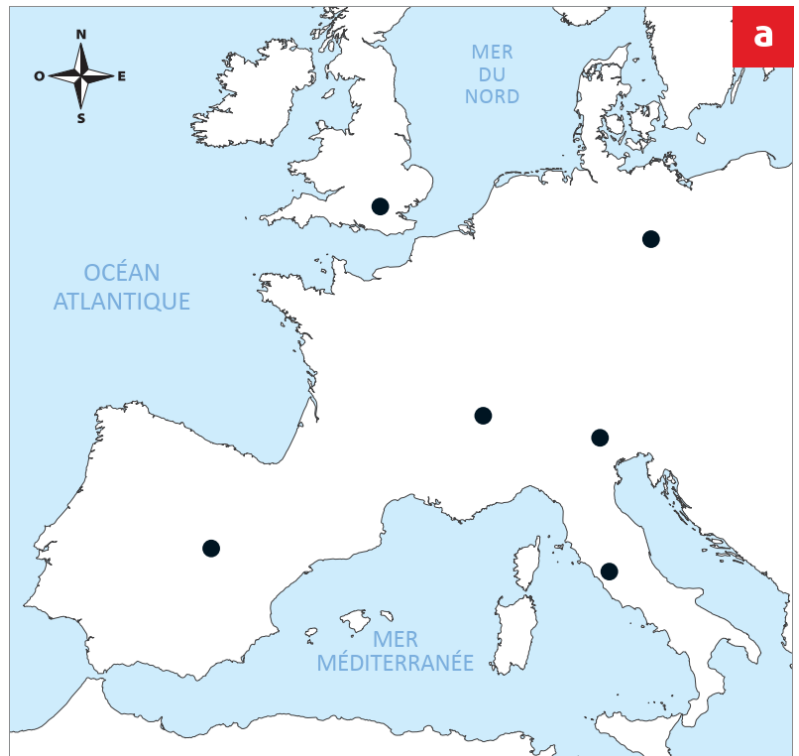 a
N
O E
S
MER
DU
NORD
OCÉAN
ATLANTIQUE
MER
MÉDITERRANÉE